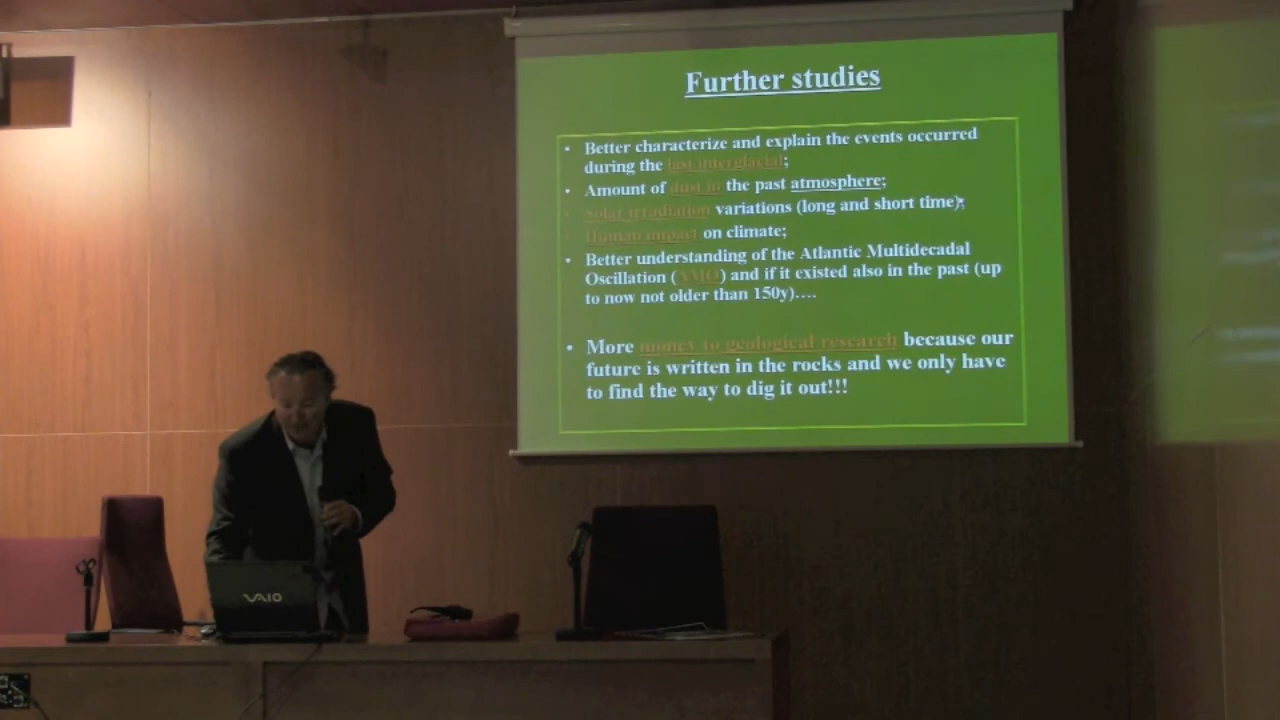 Further studies
• Better characterize and explain the events occurred
during the last interglacial;
• Amount of dust in the past atmosphere;
• Solar irradiation variations (long and short time);
• Human impact on climate;
• Better understanding of the Atlantic Multidecadal
Oscillation (AMO) and if it existed also in the past (up
to now not older than 150y)....
• More money to geological research because our
future is written in the rocks and we only have
to find the way to dig it out!!!
VAIO